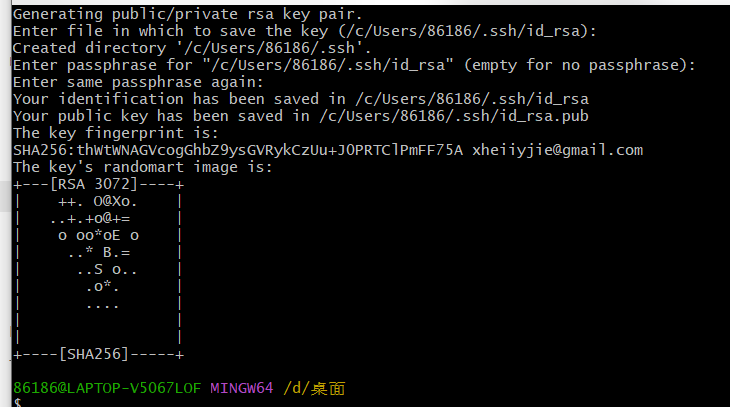 Generating public/private rsa key pair.
Enter file in which to save the key (/c/Users/86186/.ssh/id_rsa):
Created directory '/c/Users/86186/.ssh'.
Enter passphrase for "/c/Users/86186/.ssh/id_rsa" (empty for no passphrase):
Enter same passphrase again:
Your identification has been saved in /c/Users/86186/.ssh/id_rsa
Your public key has been saved in /c/Users/86186/.ssh/id_rsa.pub
The key fingerprint is:
SHA256:thWtWNAGVcogGhbZ9ysGVRykCzUu+JOPRTClPmFF75A xheiiyjie@gmail.com
The key's randomart image is:
+---[RSA 3072]----+
|    ++. O@Xo.    |
|   ..+.+o@+=     |
|    o oo*oE o    |
|     ..* B.=     |
|      ..S o..    |
|       .o*.      |
|       ....      |
|                 |
|                 |
+----[SHA256]-----+
86186@LAPTOP-V5067LOF MINGW64 /d/桌面
$